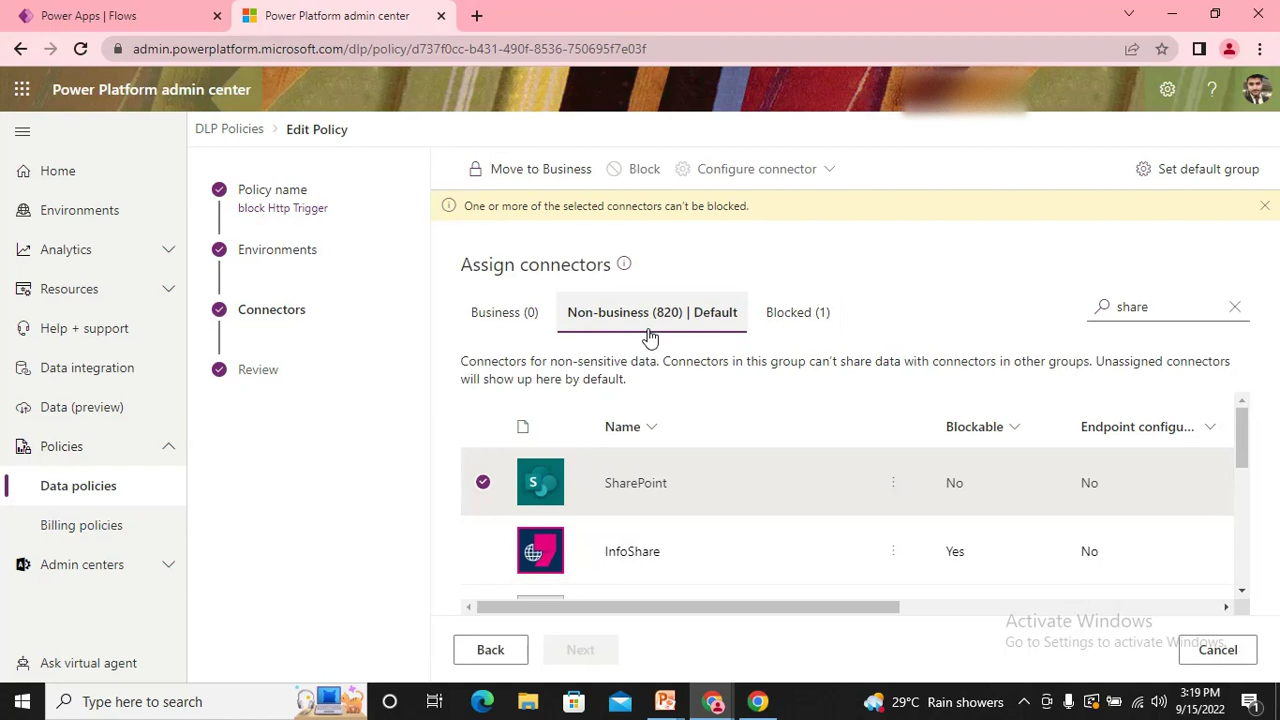 Power Apps | Flows
Power Platform admin center
admin.powerplatform.microsoft.com/dlp/policy/d737f0cc-b431-490f-8536-750695f7e03f
Power Platform admin center
Home
Environments
Analytics
Resources
Help + support
Data integration
Data (preview)
Policies
Data policies
Billing policies
Admin centers
Ask virtual agent
DLP Policies > Edit Policy
Policy name
block Http Trigger
Environments
Connectors
Review
Move to Business
Block
Configure connector
Set default group
One or more of the selected connectors can't be blocked.
Assign connectors
Business (0)
Non-business (820) | Default
Blocked (1)
share
Connectors for non-sensitive data. Connectors in this group can't share data with connectors in other groups. Unassigned connectors
will show up here by default.
Name
Blockable
Endpoint configu...
S
SharePoint
No
No
InfoShare
Yes
No
Activate Windows
Go to Settings to activate Windows.
Back
Next
Cancel
Type here to search
29°C Rain showers
3:19 PM
9/15/2022
1